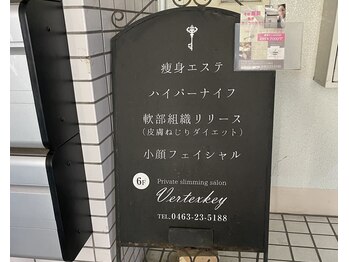 痩身エステ
ハイパーナイフ
軟部組織リリース
(皮膚ねじりダイエット)
小顔フェイシャル
6F
Private slimming salon
Vertexkey
TEL.0463-23-5188